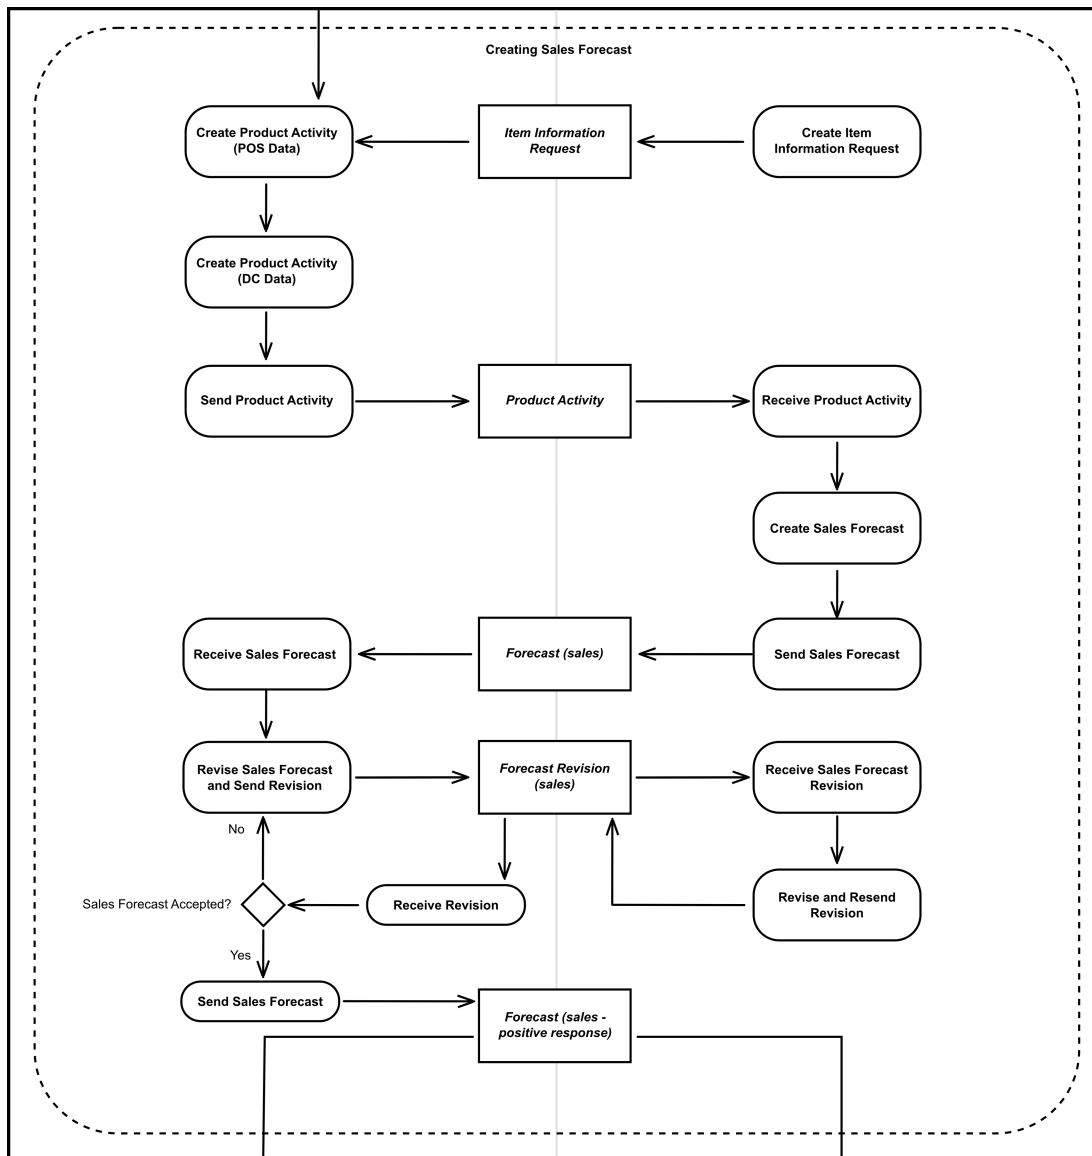 Creating Sales Forecast
Create Product Activity
(POS Data)
Item Information
Request
Create Item
Information Request
Create Product Activity
(DC Data)
Send Product Activity
Product Activity
Receive Product Activity
Create Sales Forecast
Receive Sales Forecast
Forecast (sales)
Send Sales Forecast
Revise Sales Forecast
and Send Revision
Forecast Revision
(sales)
Receive Sales Forecast
Revision
No
Sales Forecast Accepted?
Receive Revision
Revise and Resend
Revision
Yes
Send Sales Forecast
Forecast (sales -
positive response)